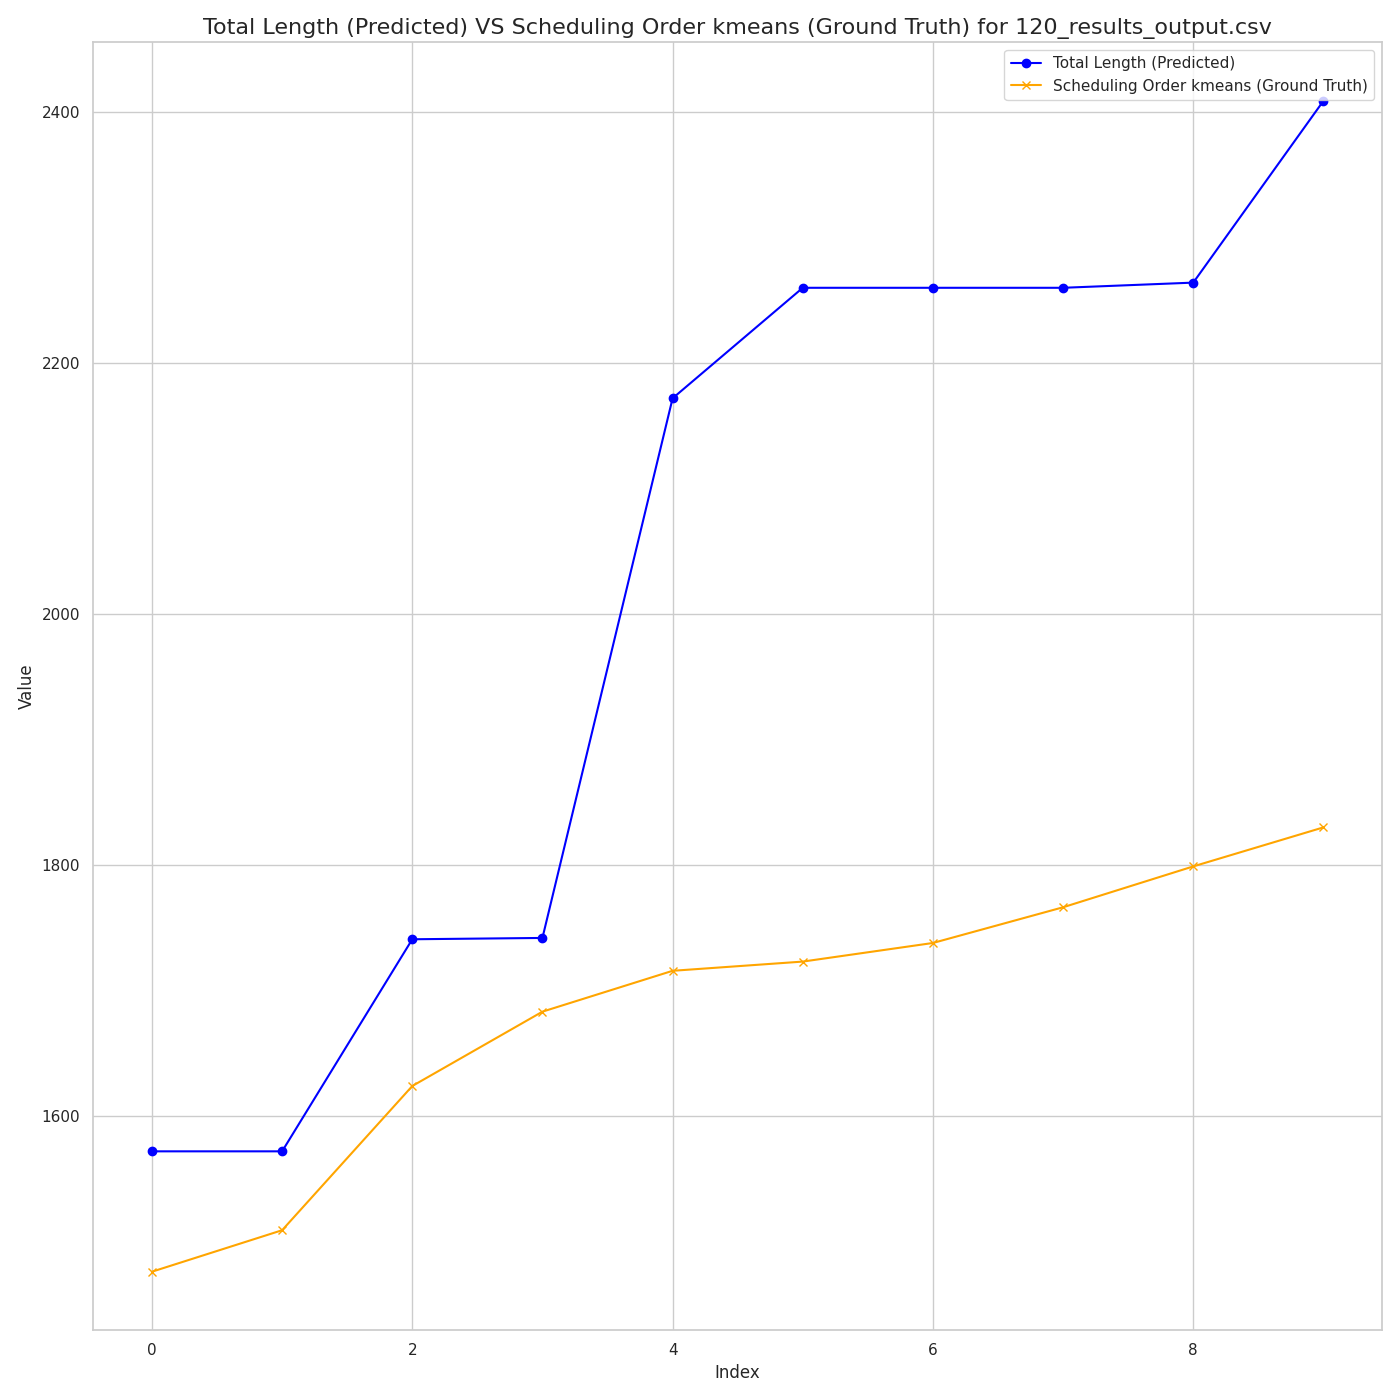 Total Length (Predicted) VS Scheduling Order kmeans (Ground Truth) for 120_results_output.csv
Total Length (Predicted)
Scheduling Order kmeans (Ground Truth)
2400
2200
2000
1800
1600
Value
0 2 4 6 8
Index